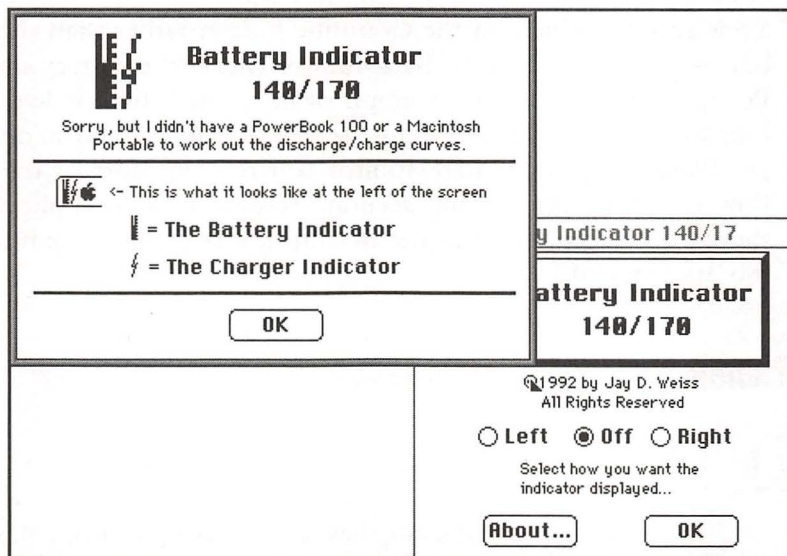 Battery Indicator
140/170
Sorry, but I didn't have a PowerBook 100 or a Macintosh
Portable to work out the discharge/charge curves.
<- This is what it looks like at the left of the screen
= The Battery Indicator
= The Charger Indicator
OK
y Indicator 140/17
attery Indicator
140/170
1992 by Jay D. Weiss
All Rights Reserved
Left Off Right
Select how you want the
indicator displayed...
About... OK